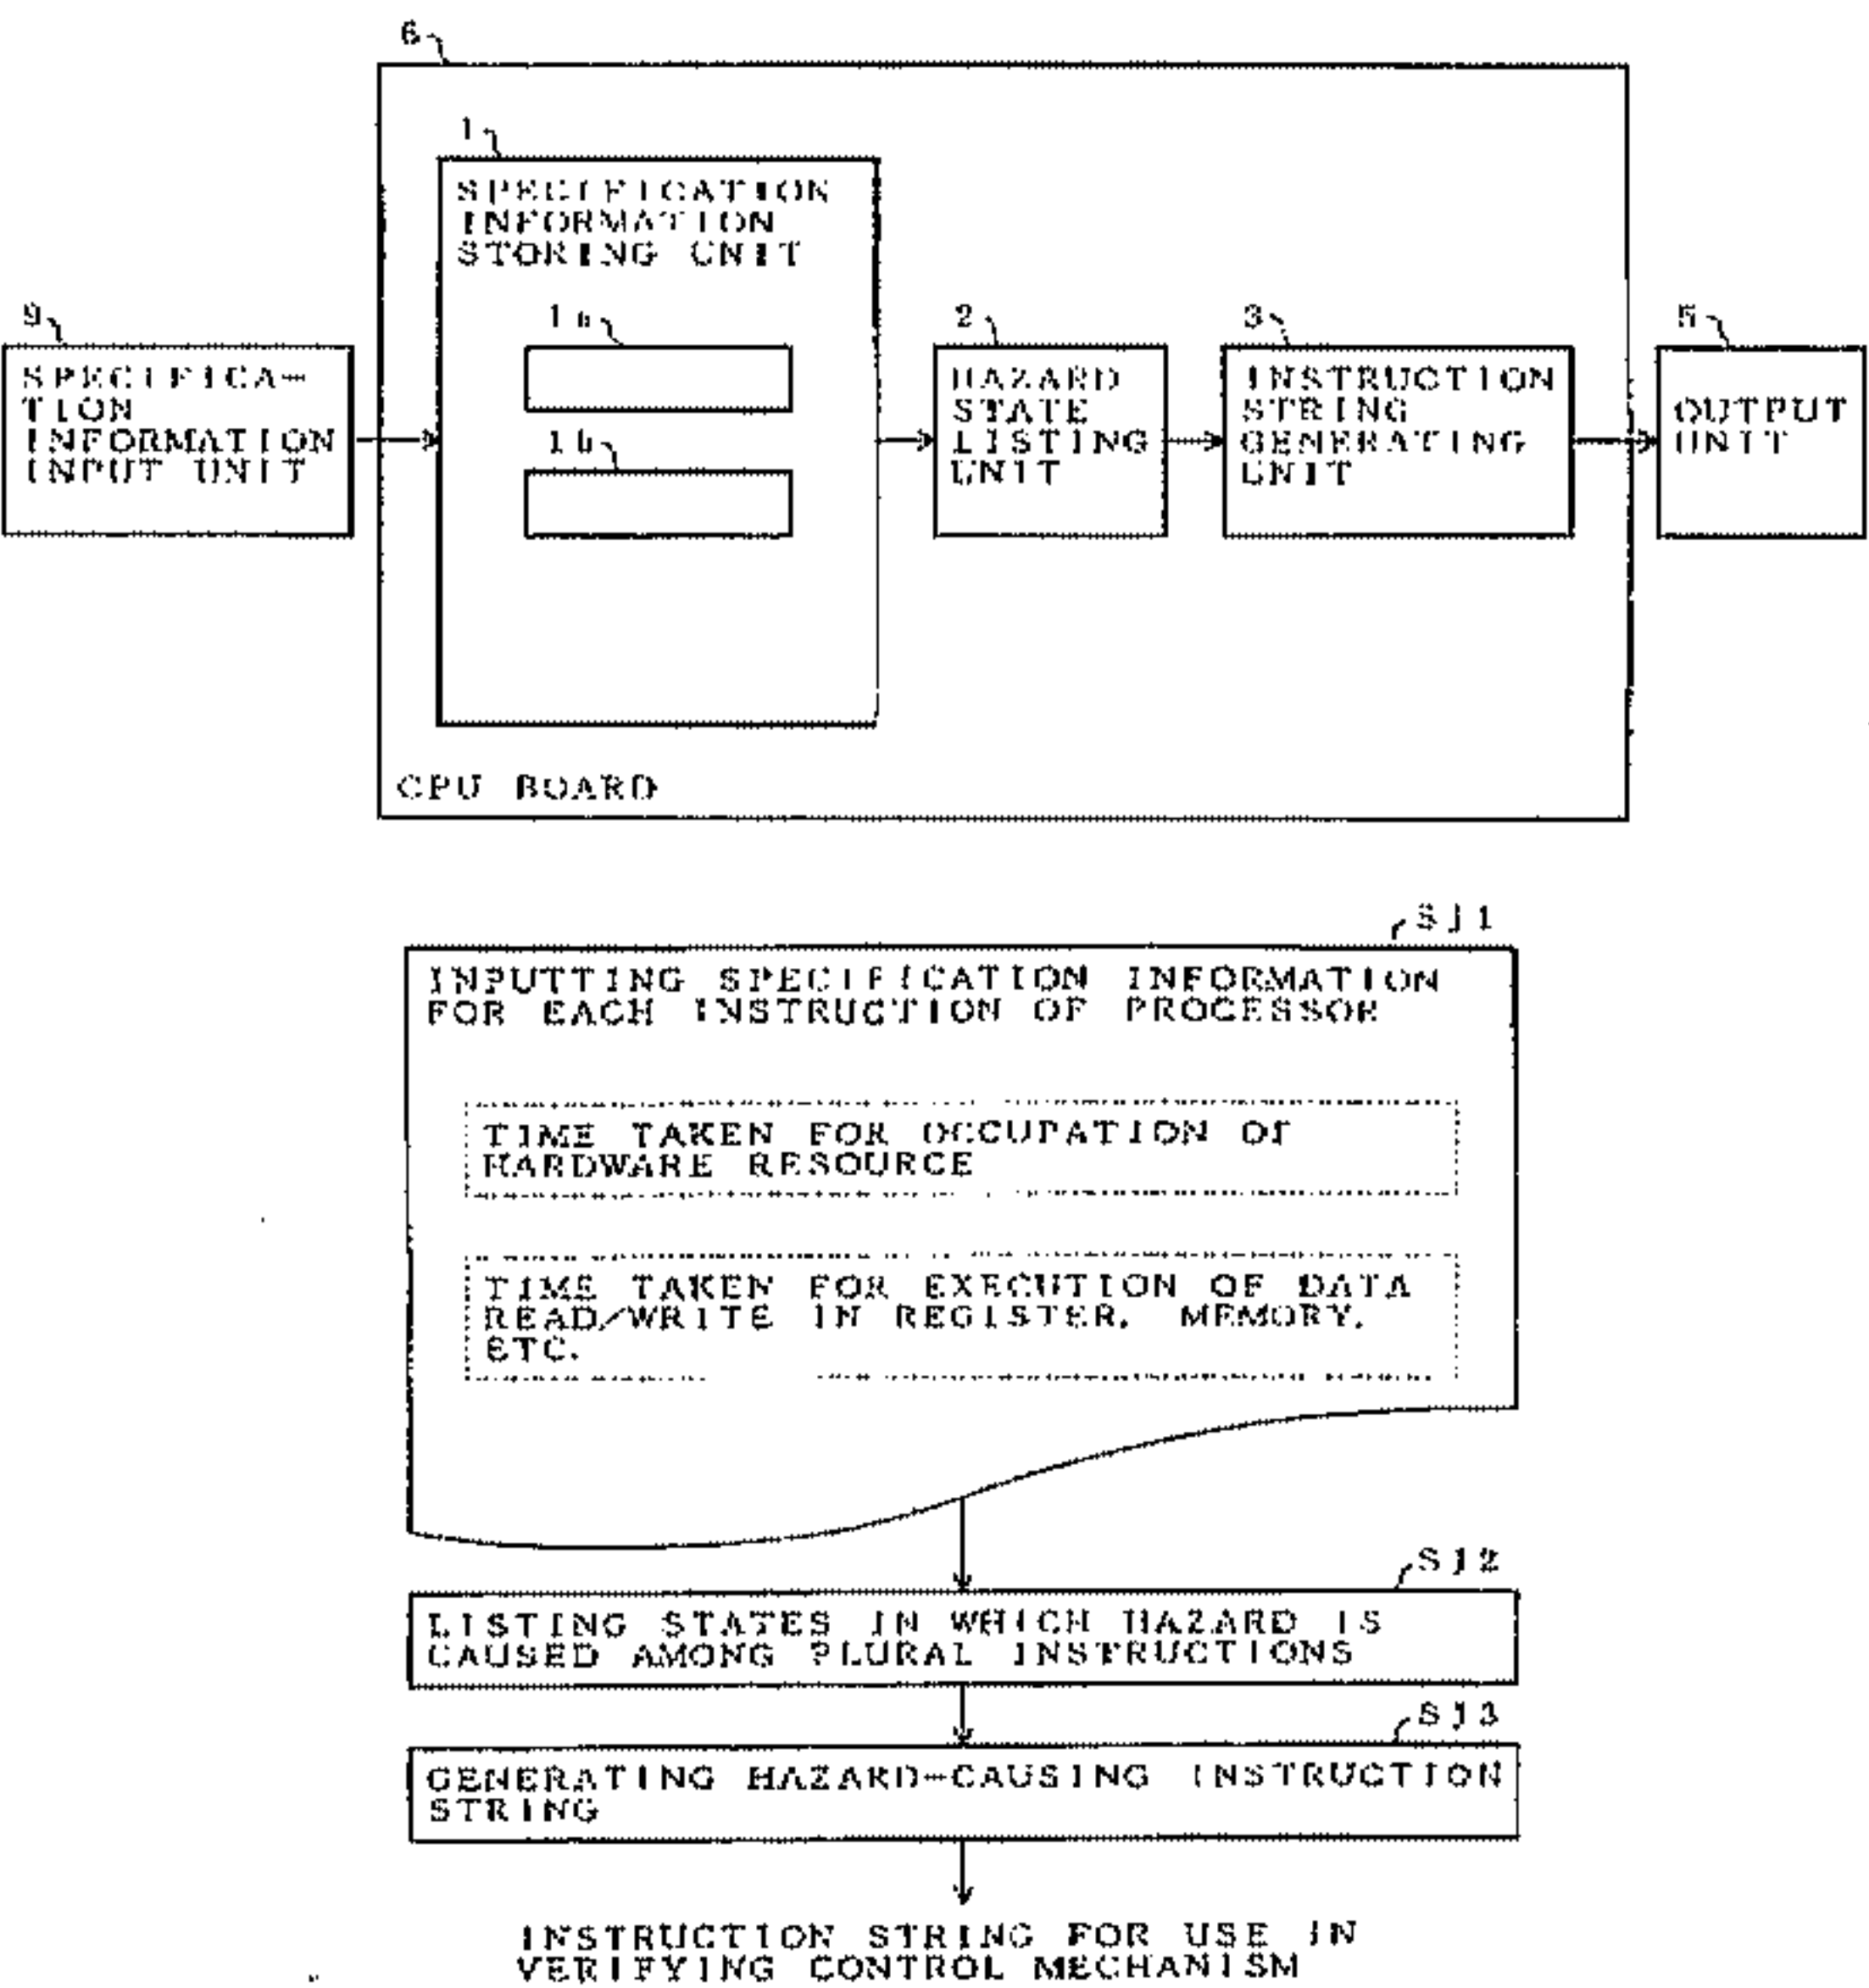 6
1
SPECIFICATION
INFORMATION
STORING UNIT
9
1a
2
3
5
SPECIFICA-
TION
INFORMATION
INPUT UNIT
HAZARD
STATE
LISTING
UNIT
INSTRUCTION
STRING
GENERATING
UNIT
OUTPUT
UNIT
1b
CPU BOARD
SJ1
INPUTTING SPECIFICATION INFORMATION
FOR EACH INSTRUCTION OF PROCESSOR
TIME TAKEN FOR OCCUPATION OF
HARDWARE RESOURCE
TIME TAKEN FOR EXECUTION OF DATA
READ/WRITE IN REGISTER, MEMORY,
ETC.
SJ2
LISTING STATES IN WHICH HAZARD IS
CAUSED AMONG PLURAL INSTRUCTIONS
SJ3
GENERATING HAZARD-CAUSING INSTRUCTION
STRING
INSTRUCTION STRING FOR USE IN
VERIFYING CONTROL MECHANISM